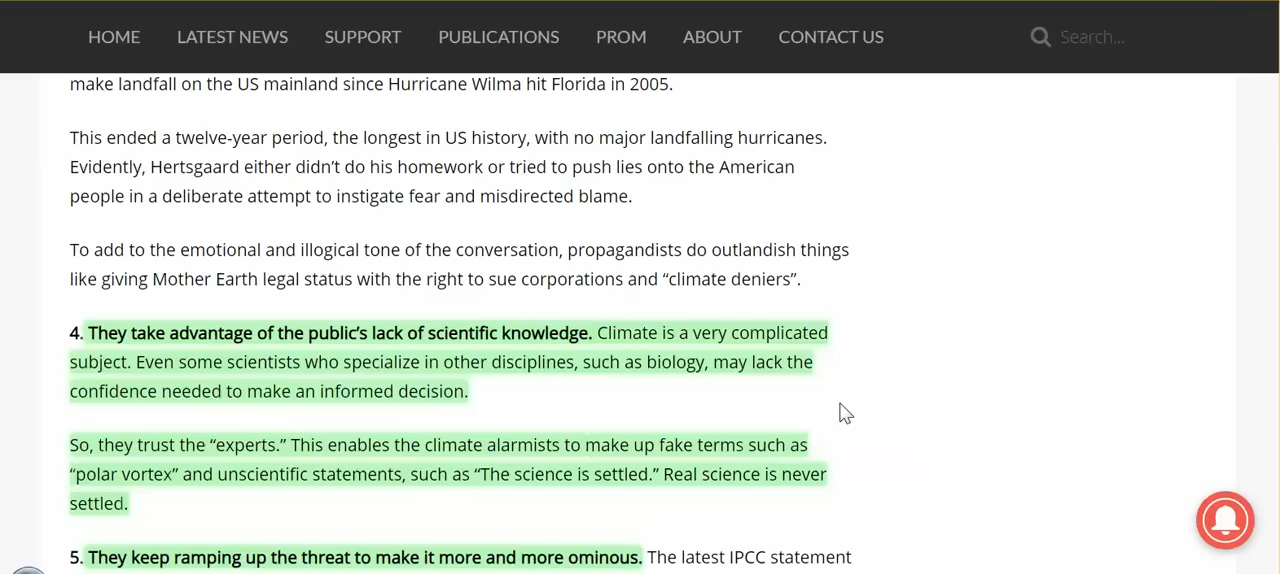 HOME LATEST NEWS SUPPORT PUBLICATIONS PROM ABOUT CONTACT US Search...
make landfall on the US mainland since Hurricane Wilma hit Florida in 2005.
This ended a twelve-year period, the longest in US history, with no major landfalling hurricanes.
Evidently, Hertsgaard either didn’t do his homework or tried to push lies onto the American
people in a deliberate attempt to instigate fear and misdirected blame.
To add to the emotional and illogical tone of the conversation, propagandists do outlandish things
like giving Mother Earth legal status with the right to sue corporations and “climate deniers”.
4. They take advantage of the public’s lack of scientific knowledge. Climate is a very complicated
subject. Even some scientists who specialize in other disciplines, such as biology, may lack the
confidence needed to make an informed decision.
So, they trust the “experts.” This enables the climate alarmists to make up fake terms such as
“polar vortex” and unscientific statements, such as “The science is settled.” Real science is never
settled.
5. They keep ramping up the threat to make it more and more ominous. The latest IPCC statement